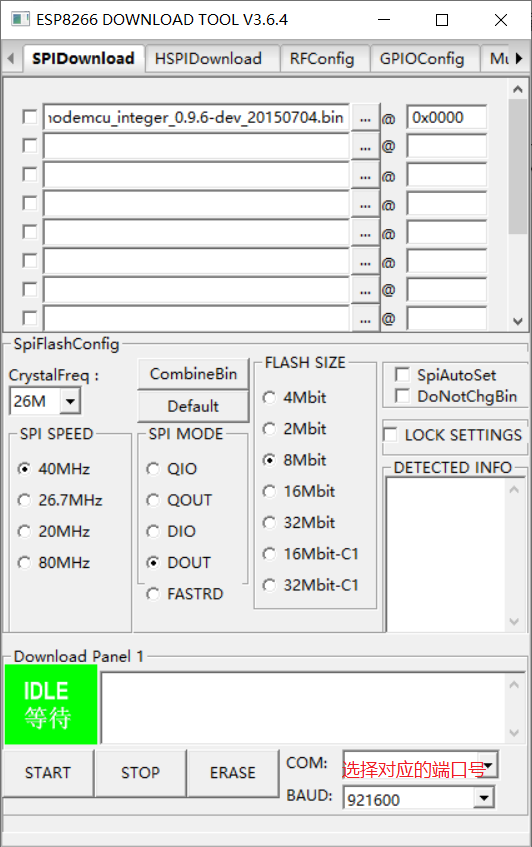 ESP8266 DOWNLOAD TOOL V3.6.4
SPIDownload HSPIDownload RFConfig GPIOConfig Mu
nodemcu_integer_0.9.6-dev_20150704.bin ... @ 0x0000
... @
... @
... @
... @
... @
... @
... @
SpiFlashConfig
CrystalFreq :
26M
CombineBin
Default
SPI SPEED
40MHz
26.7MHz
20MHz
80MHz
SPI MODE
QIO
QOUT
DIO
DOUT
FASTRD
FLASH SIZE
4Mbit
2Mbit
8Mbit
16Mbit
32Mbit
16Mbit-C1
32Mbit-C1
SpiAutoSet
DoNotChgBin
LOCK SETTINGS
DETECTED INFO
Download Panel 1
IDLE
等待
START STOP ERASE
COM: 选择对应的端口号
BAUD: 921600